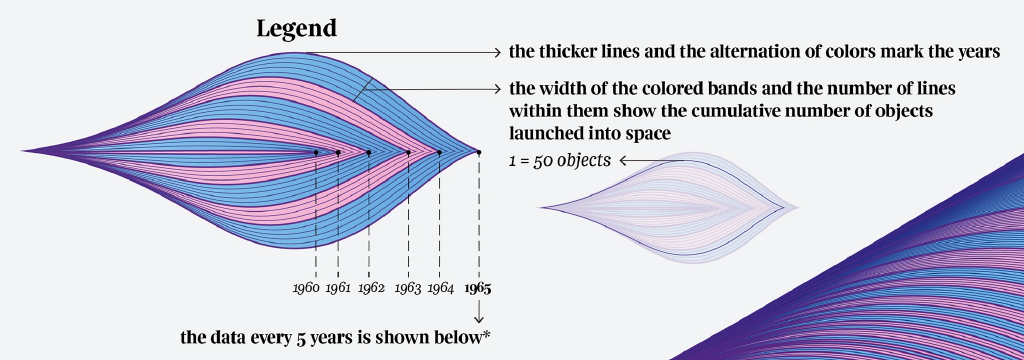 Legend
the thicker lines and the alternation of colors mark the years
the width of the colored bands and the number of lines
within them show the cumulative number of objects
launched into space
1 = 50 objects
1960 1961 1962 1963 1964 1965
the data every 5 years is shown below*